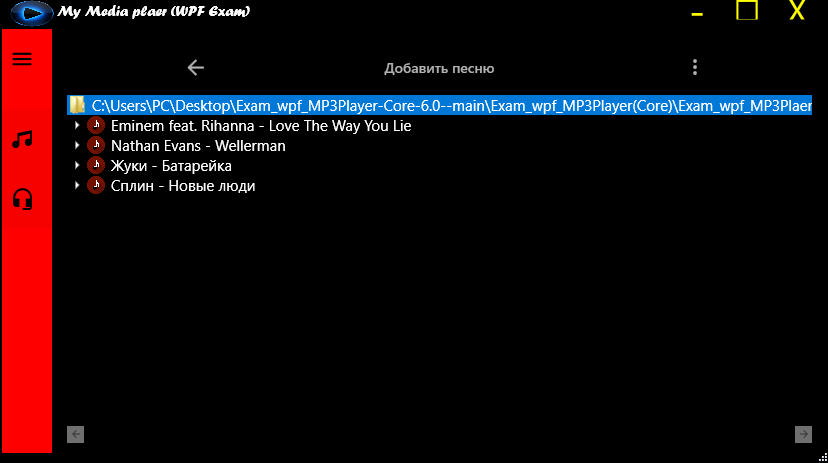 My Media plaer (WPF Exam)
Добавить песню
C:\Users\PC\Desktop\Exam_wpf_MP3Player-Core-6.0--main\Exam_wpf_MP3Player(Core)\Exam_wpf_MP3Plaer
Eminem feat. Rihanna - Love The Way You Lie
Nathan Evans - Wellerman
Жуки - Батарейка
Сплин - Новые люди